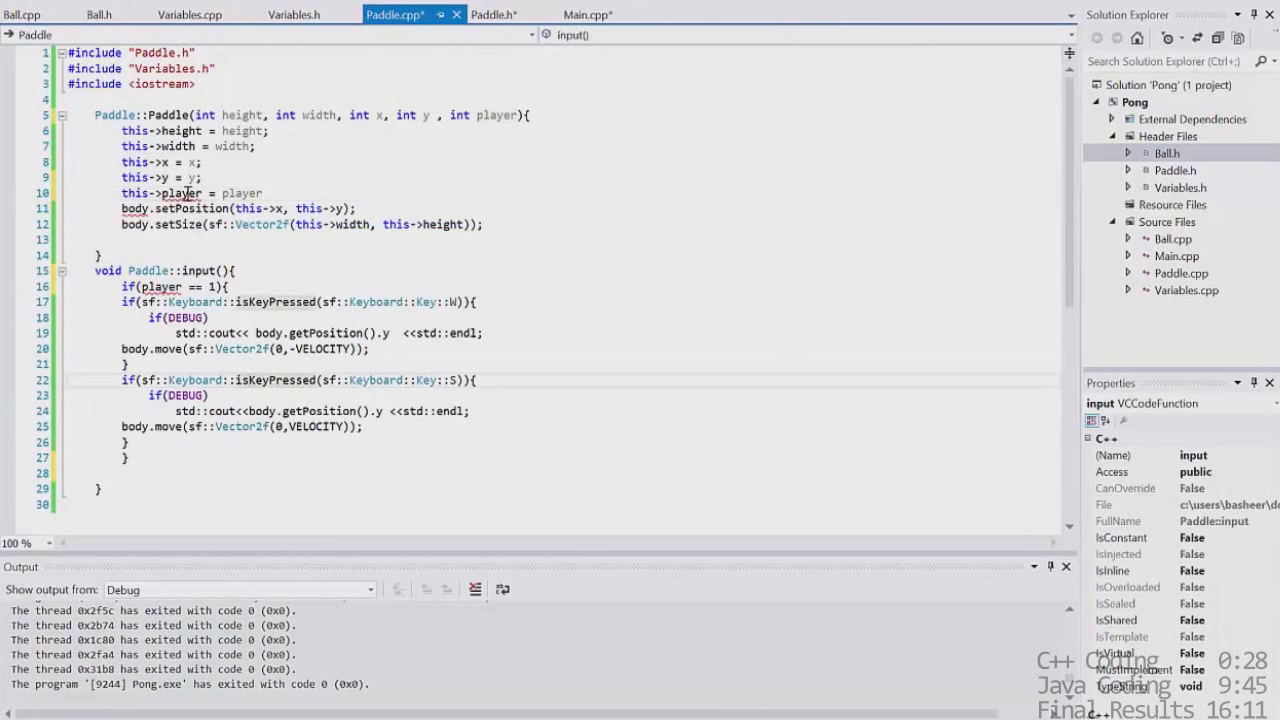 Ball.cpp Ball.h Variables.cpp Variables.h Paddle.cpp* Paddle.h* Main.cpp*
Paddle input()
1 #include "Paddle.h"
2 #include "Variables.h"
3 #include <iostream>
4
5 Paddle::Paddle(int height, int width, int x, int y , int player){
6 this->height = height;
7 this->width = width;
8 this->x = x;
9 this->y = y;
10 this->player = player
11 body.setPosition(this->x, this->y);
12 body.setSize(sf::Vector2f(this->width, this->height));
13
14 }
15 void Paddle::input(){
16 if(player == 1){
17 if(sf::Keyboard::isKeyPressed(sf::Keyboard::Key::W)){
18 if(DEBUG)
19 std::cout<< body.getPosition().y <<std::endl;
20 body.move(sf::Vector2f(0,-VELOCITY));
21 }
22 if(sf::Keyboard::isKeyPressed(sf::Keyboard::Key::S)){
23 if(DEBUG)
24 std::cout<<body.getPosition().y <<std::endl;
25 body.move(sf::Vector2f(0,VELOCITY));
26 }
27 }
28
29 }
30
100 %
Output
Show output from: Debug
The thread 0x2f5c has exited with code 0 (0x0).
The thread 0x2b74 has exited with code 0 (0x0).
The thread 0x1c80 has exited with code 0 (0x0).
The thread 0x2fa4 has exited with code 0 (0x0).
The thread 0x31b8 has exited with code 0 (0x0).
The program '[9244] Pong.exe' has exited with code 0 (0x0).
Solution Explorer
Search Solution Explorer (Ctrl+;)
Solution 'Pong' (1 project)
Pong
External Dependencies
Header Files
Ball.h
Paddle.h
Variables.h
Resource Files
Source Files
Ball.cpp
Main.cpp
Paddle.cpp
Variables.cpp
Properties
input VCCodeFunction
C++
(Name) input
Access public
CanOverride False
File c:\users\basheer\do
FullName Paddle::input
IsConstant False
IsInjected False
IsInline False
IsOverloaded False
IsSealed False
IsShared False
IsTemplate False
IsVirtual False
MustImplement False
TypeString void
C++
C++ Coding 0:28
Java Coding 9:45
Final Results 16:11